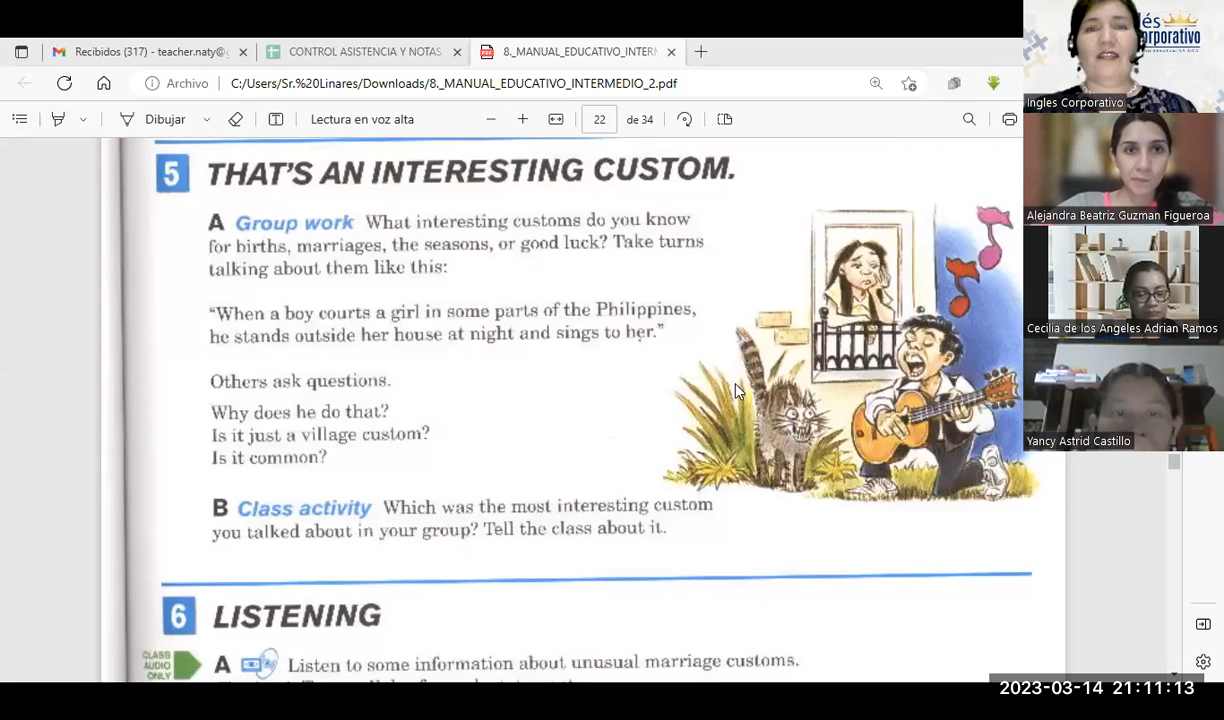 Recibidos (317) - teacher.naty@g
CONTROL ASISTENCIA Y NOTAS
8._MANUAL_EDUCATIVO_INTERM
Archivo
C:/Users/Sr.%20Linares/Downloads/8._MANUAL_EDUCATIVO_INTERMEDIO_2.pdf
Dibujar
Lectura en voz alta
22
de 34
5 THAT'S AN INTERESTING CUSTOM.
A Group work What interesting customs do you know
for births, marriages, the seasons, or good luck? Take turns
talking about them like this:
"When a boy courts a girl in some parts of the Philippines,
he stands outside her house at night and sings to her."
Others ask questions.
Why does he do that?
Is it just a village custom?
Is it common?
B Class activity Which was the most interesting custom
you talked about in your group? Tell the class about it.
6 LISTENING
CLASS
AUDIO
ONLY
A Listen to some information about unusual marriage customs.
lés
orporativo
Ingles Corporativo
Alejandra Beatriz Guzman Figueroa
Cecilia de los Angeles Adrian Ramos
Yancy Astrid Castillo
2023-03-14 21:11:13